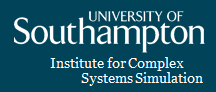 UNIVERSITY OF
Southampton
Institute for Complex
Systems Simulation